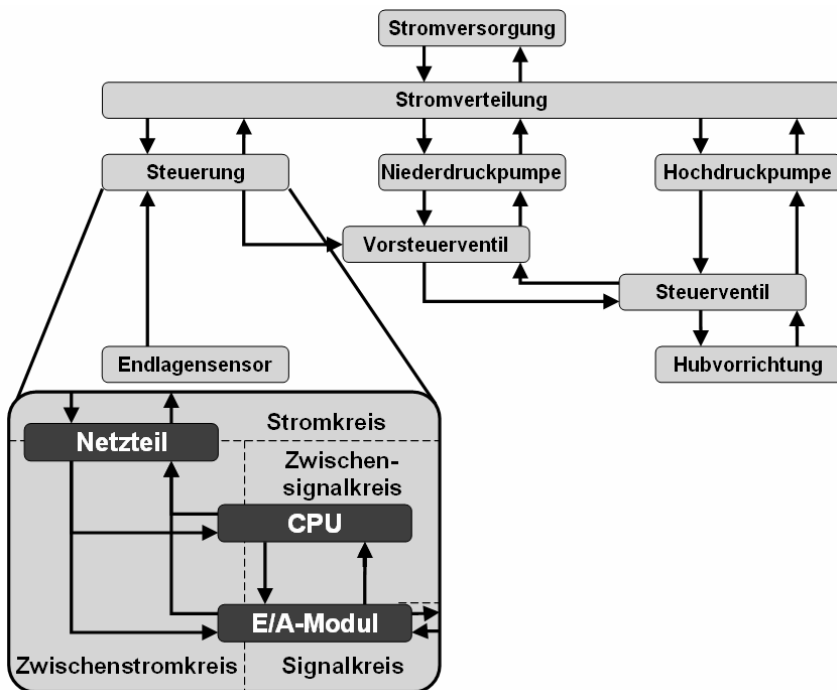 Stromversorgung
Stromverteilung
Steuerung
Niederdruckpumpe
Hochdruckpumpe
Vorsteuerventil
Steuerventil
Endlagensensor
Hubvorrichtung
Stromkreis
Netzteil
Zwischen-
signalkreis
CPU
E/A-Modul
Zwischenstromkreis
Signalkreis